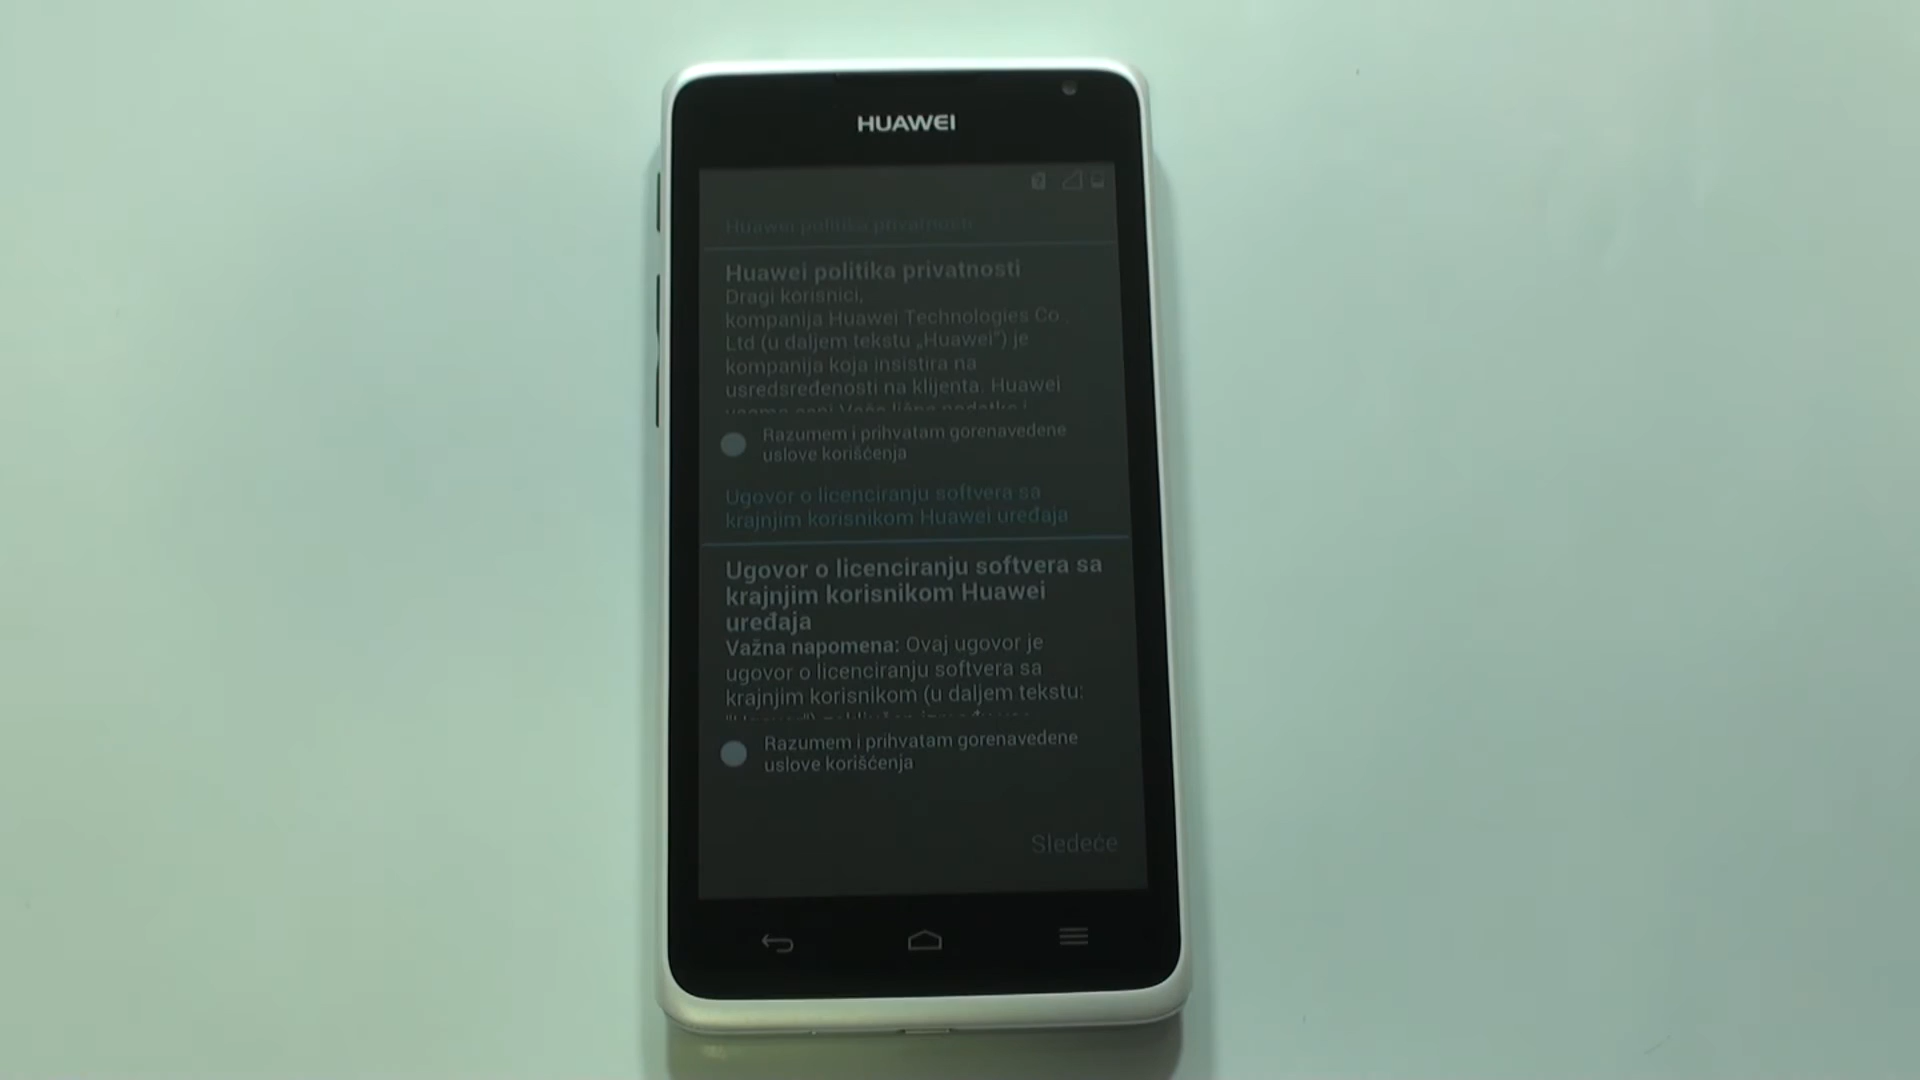 HUAWEI
Huawei politika privatnosti
Huawei politika privatnosti
Dragi korisnici,
kompanija Huawei Technologies Co.,
Ltd (u daljem tekstu „Huawei“) je
kompanija koja insistira na
usredsređenosti na klijenta. Huawei
Razumem i prihvatam gorenavedene
uslove korišćenja
Ugovor o licenciranju softvera sa
krajnjim korisnikom Huawei uređaja
Ugovor o licenciranju softvera sa
krajnjim korisnikom Huawei
uređaja
Važna napomena: Ovaj ugovor je
ugovor o licenciranju softvera sa
krajnjim korisnikom (u daljem tekstu:
Razumem i prihvatam gorenavedene
uslove korišćenja
Sledeće